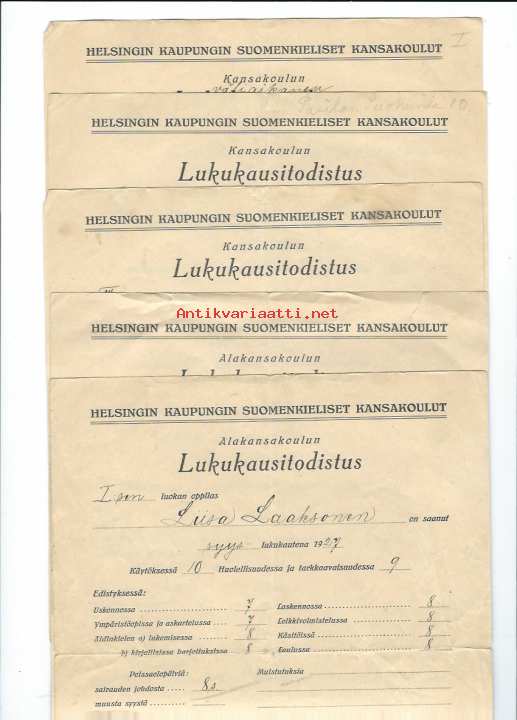 I
HELSINGIN KAUPUNGIN SUOMENKIELISET KANSAKOULUT
Kansakoulun
väliaikainen
10.
HELSINGIN KAUPUNGIN SUOMENKIELISET KANSAKOULUT
Kansakoulun
Lukukausitodistus
HELSINGIN KAUPUNGIN SUOMENKIELISET KANSAKOULUT
Kansakoulun
Lukukausitodistus
Antikvariaatti.net
HELSINGIN KAUPUNGIN SUOMENKIELISET KANSAKOULUT
Alakansakoulun
HELSINGIN KAUPUNGIN SUOMENKIELISET KANSAKOULUT
Alakansakoulun
Lukukausitodistus
I sen luokan oppilas
Liisa Laaksonen on saanut
syys- lukukautena 1927
Käytöksessä 10 Huolellisuudessa ja tarkkaavaisuudessa 9
Edistyksessä:
Uskonnossa 7 Laskennossa 8
Ympäristöopissa ja askartelussa 7 Leikkivoimistelussa 8
Äidinkielen a) lukemisessa 8 Käsitöissä 8
b) kirjallisissa harjoituksissa 8 Laulussa 8
Poissaolopäiviä: Muistutuksia
sairauden johdosta 8
muusta syystä